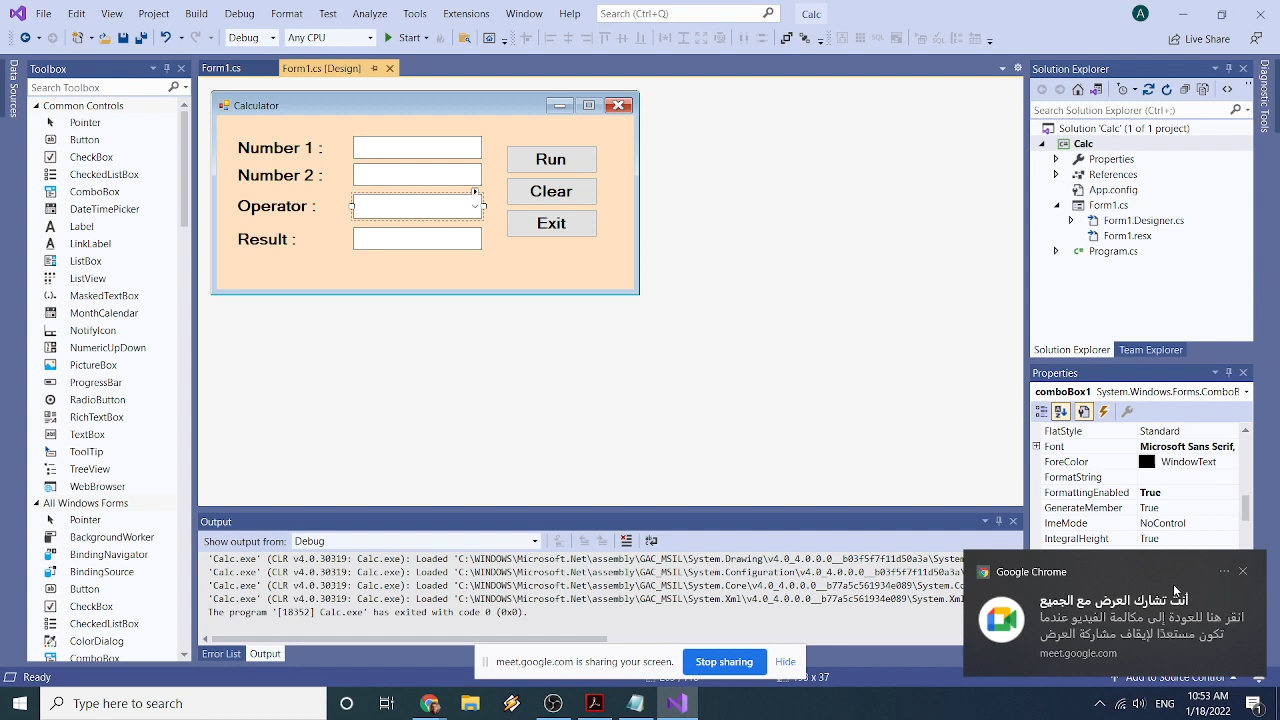 File Edit View Project Build Debug Format Test Analyze Tools Extensions Window Help Search (Ctrl+Q) Calc A
Debug Any CPU Start Live Share
Data Sources
Toolbox
Search Toolbox
Common Controls
Pointer
Button
CheckBox
CheckedListBox
ComboBox
DateTimePicker
Label
LinkLabel
ListBox
ListView
MaskedTextBox
MonthCalendar
NotifyIcon
NumericUpDown
PictureBox
ProgressBar
RadioButton
RichTextBox
TextBox
ToolTip
TreeView
WebBrowser
All Windows Forms
Pointer
BackgroundWorker
BindingNavigator
BindingSource
Button
CheckBox
CheckedListBox
ColorDialog
ComboBox
Form1.cs Form1.cs [Design]
Calculator
Number 1 :
Number 2 :
Operator :
Result :
Run
Clear
Exit
Output
Show output from: Debug
'Calc.exe' (CLR v4.0.30319: Calc.exe): Loaded 'C:\WINDOWS\Microsoft.Net\assembly\GAC_MSIL\System.Drawing\v4.0_4.0.0.0__b03f5f7f11d50a3a\System
'Calc.exe' (CLR v4.0.30319: Calc.exe): Loaded 'C:\WINDOWS\Microsoft.Net\assembly\GAC_MSIL\System.Configuration\v4.0_4.0.0.0__b03f5f7f11d50a3a\
'Calc.exe' (CLR v4.0.30319: Calc.exe): Loaded 'C:\WINDOWS\Microsoft.Net\assembly\GAC_MSIL\System.Core\v4.0_4.0.0.0__b77a5c561934e089\System.Co
'Calc.exe' (CLR v4.0.30319: Calc.exe): Loaded 'C:\WINDOWS\Microsoft.Net\assembly\GAC_MSIL\System.Xml\v4.0_4.0.0.0__b77a5c561934e089\System.Xml
The program '[18352] Calc.exe' has exited with code 0 (0x0).
Error List Output
Solution Explorer
Search Solution Explorer (Ctrl+;)
Solution 'Calc' (1 of 1 project)
Calc
Properties
References
App.config
Form1.cs
Form1.Designer.cs
Form1.resx
Program.cs
Solution Explorer Team Explorer
Diagnostic Tools
Properties
comboBox1 System.Windows.Forms.ComboB
FlatStyle Standard
Font Microsoft Sans Serif,
ForeColor WindowText
FormatString
FormattingEnabled True
GenerateMember True
ImeMode NoControl
IntegralHeight True
Google Chrome
أنت تشارك العرض مع الجميع
انقر هنا للعودة إلى مكالمة الفيديو عندما
تكون مستعدًا لإيقاف مشاركة العرض
meet.google.com
meet.google.com is sharing your screen. Stop sharing Hide
Ready Add to Source Control
Type here to search
10:53 AM
1/18/2022